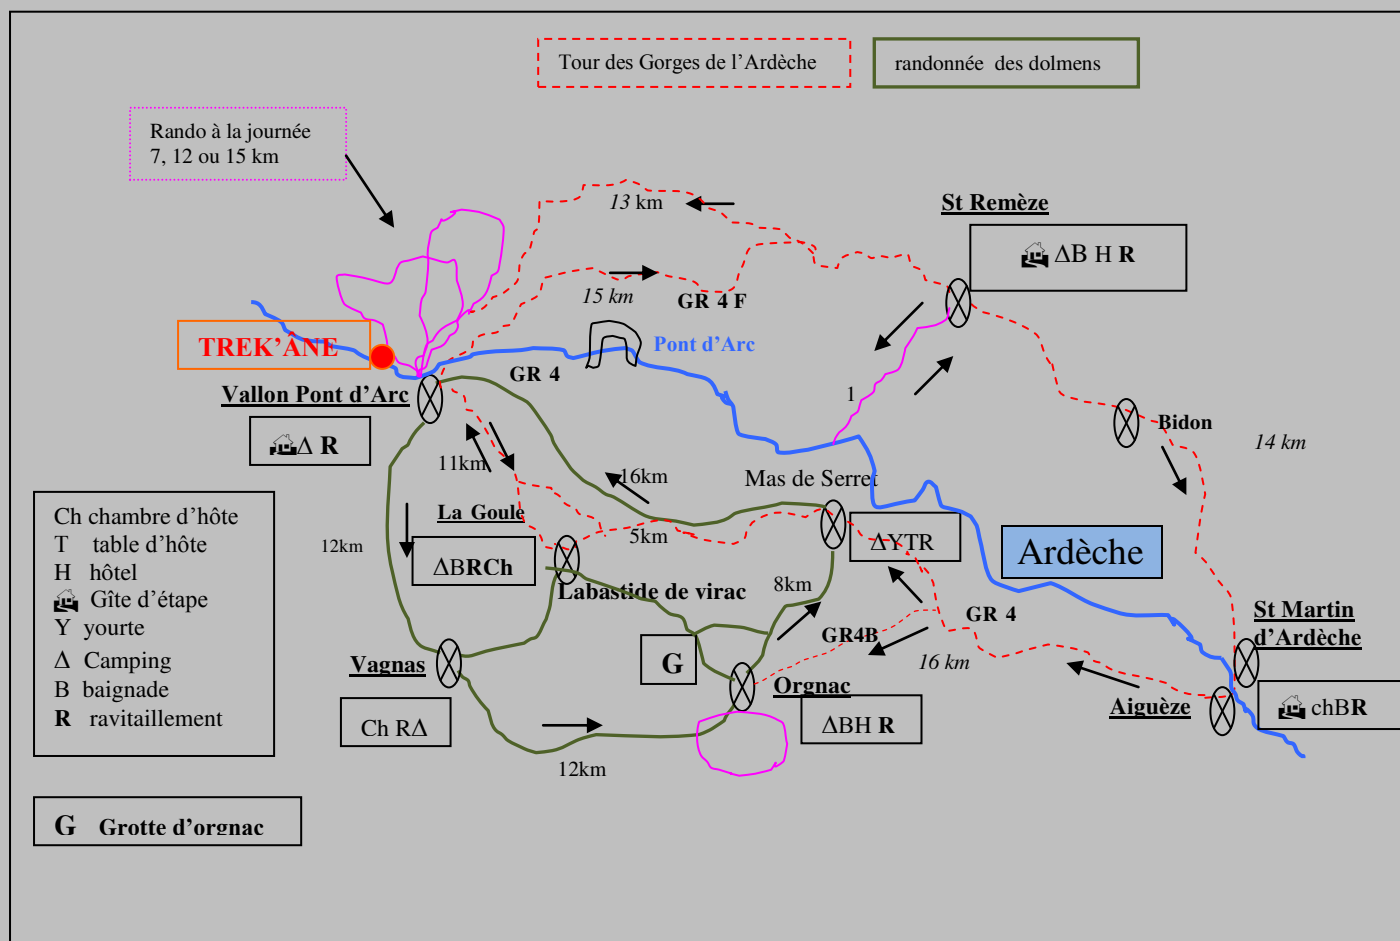 Tour des Gorges de l’Ardèche
randonnée des dolmens
Rando à la journée
7, 12 ou 15 km
13 km
St Remèze
ΔB H R
15 km
GR 4 F
TREK’ÂNE
Pont d’Arc
GR 4
Vallon Pont d’Arc
Δ R
1
Bidon
14 km
11km
16km
Mas de Serret
Ch chambre d’hôte
T table d’hôte
H hôtel
Gîte d’étape
Y yourte
Δ Camping
B baignade
R ravitaillement
La Goule
12km
5km
ΔYTR
Ardèche
ΔBRCh
Labastide de virac
8km
GR 4
St Martin
d’Ardèche
GR4B
Vagnas
G
16 km
Orgnac
Aiguèze
chBR
Ch RΔ
ΔBH R
12km
G Grotte d’orgnac